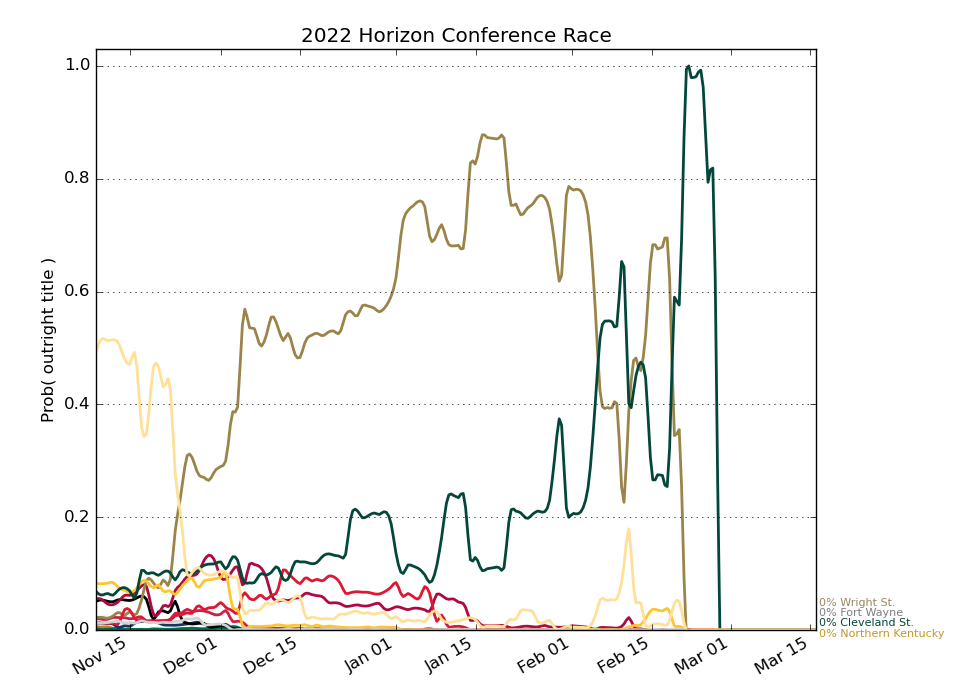 2022 Horizon Conference Race
Prob( outright title )
1.0
0.8
0.6
0.4
0.2
0.0
Nov 15
Dec 01
Dec 15
Jan 01
Jan 15
Feb 01
Feb 15
Mar 01
Mar 15
0% Wright St.
0% Fort Wayne
0% Cleveland St.
0% Northern Kentucky